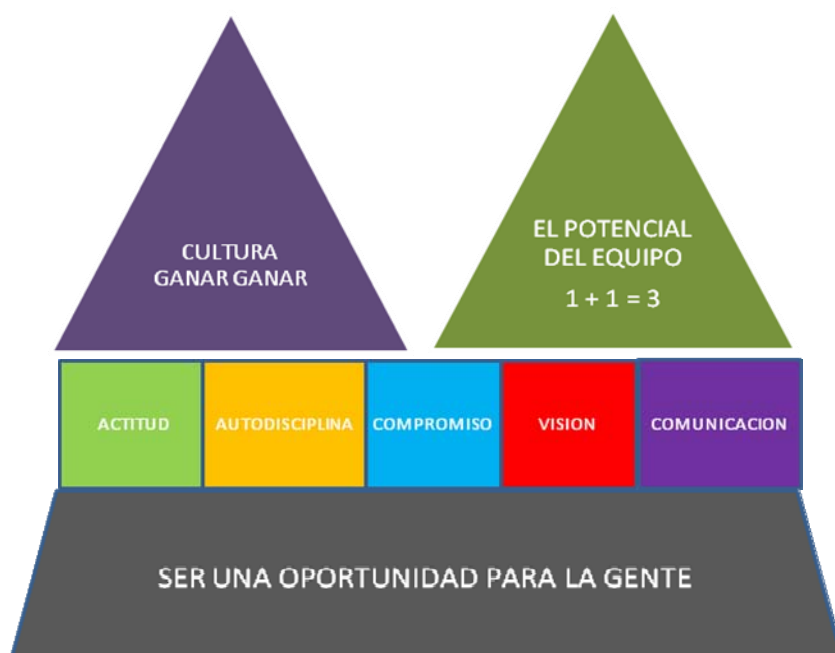 CULTURA
GANAR GANAR
EL POTENCIAL
DEL EQUIPO
1 + 1 = 3
ACTITUD
AUTODISCIPLINA
COMPROMISO
VISION
COMUNICACION
SER UNA OPORTUNIDAD PARA LA GENTE